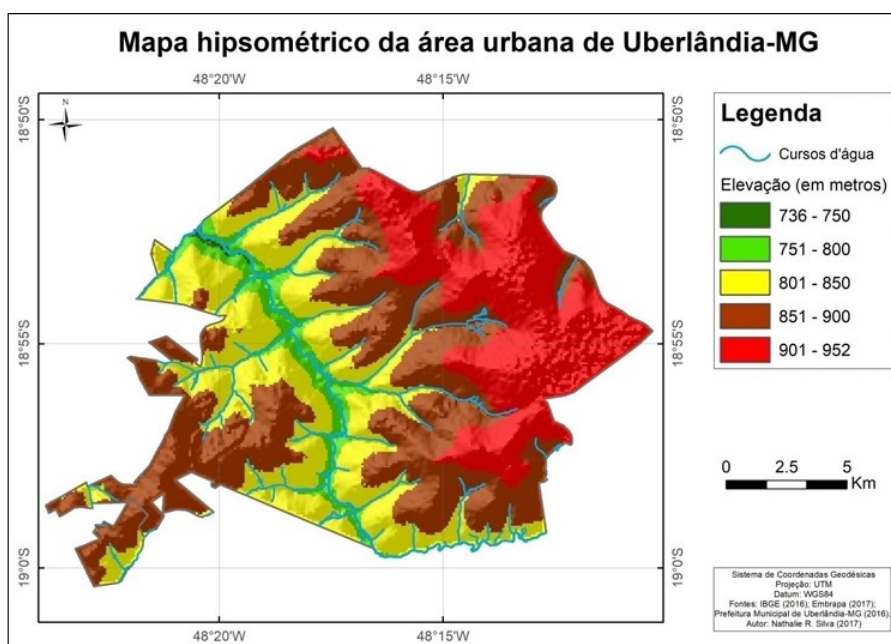 Mapa hipsométrico da área urbana de Uberlândia-MG
48°20'W 48°15'W
N
18°50'S 18°50'S
18°55'S 18°55'S
19°0'S 19°0'S
48°20'W 48°15'W
Legenda
Cursos d'água
Elevação (em metros)
736 - 750
751 - 800
801 - 850
851 - 900
901 - 952
0 2.5 5
Km
Sistema de Coordenadas Geodésicas
Projeção: UTM
Datum: WGS84
Fontes: IBGE (2016); Embrapa (2017);
Prefeitura Municipal de Uberlândia-MG (2016).
Autor: Nathalie R. Silva (2017)